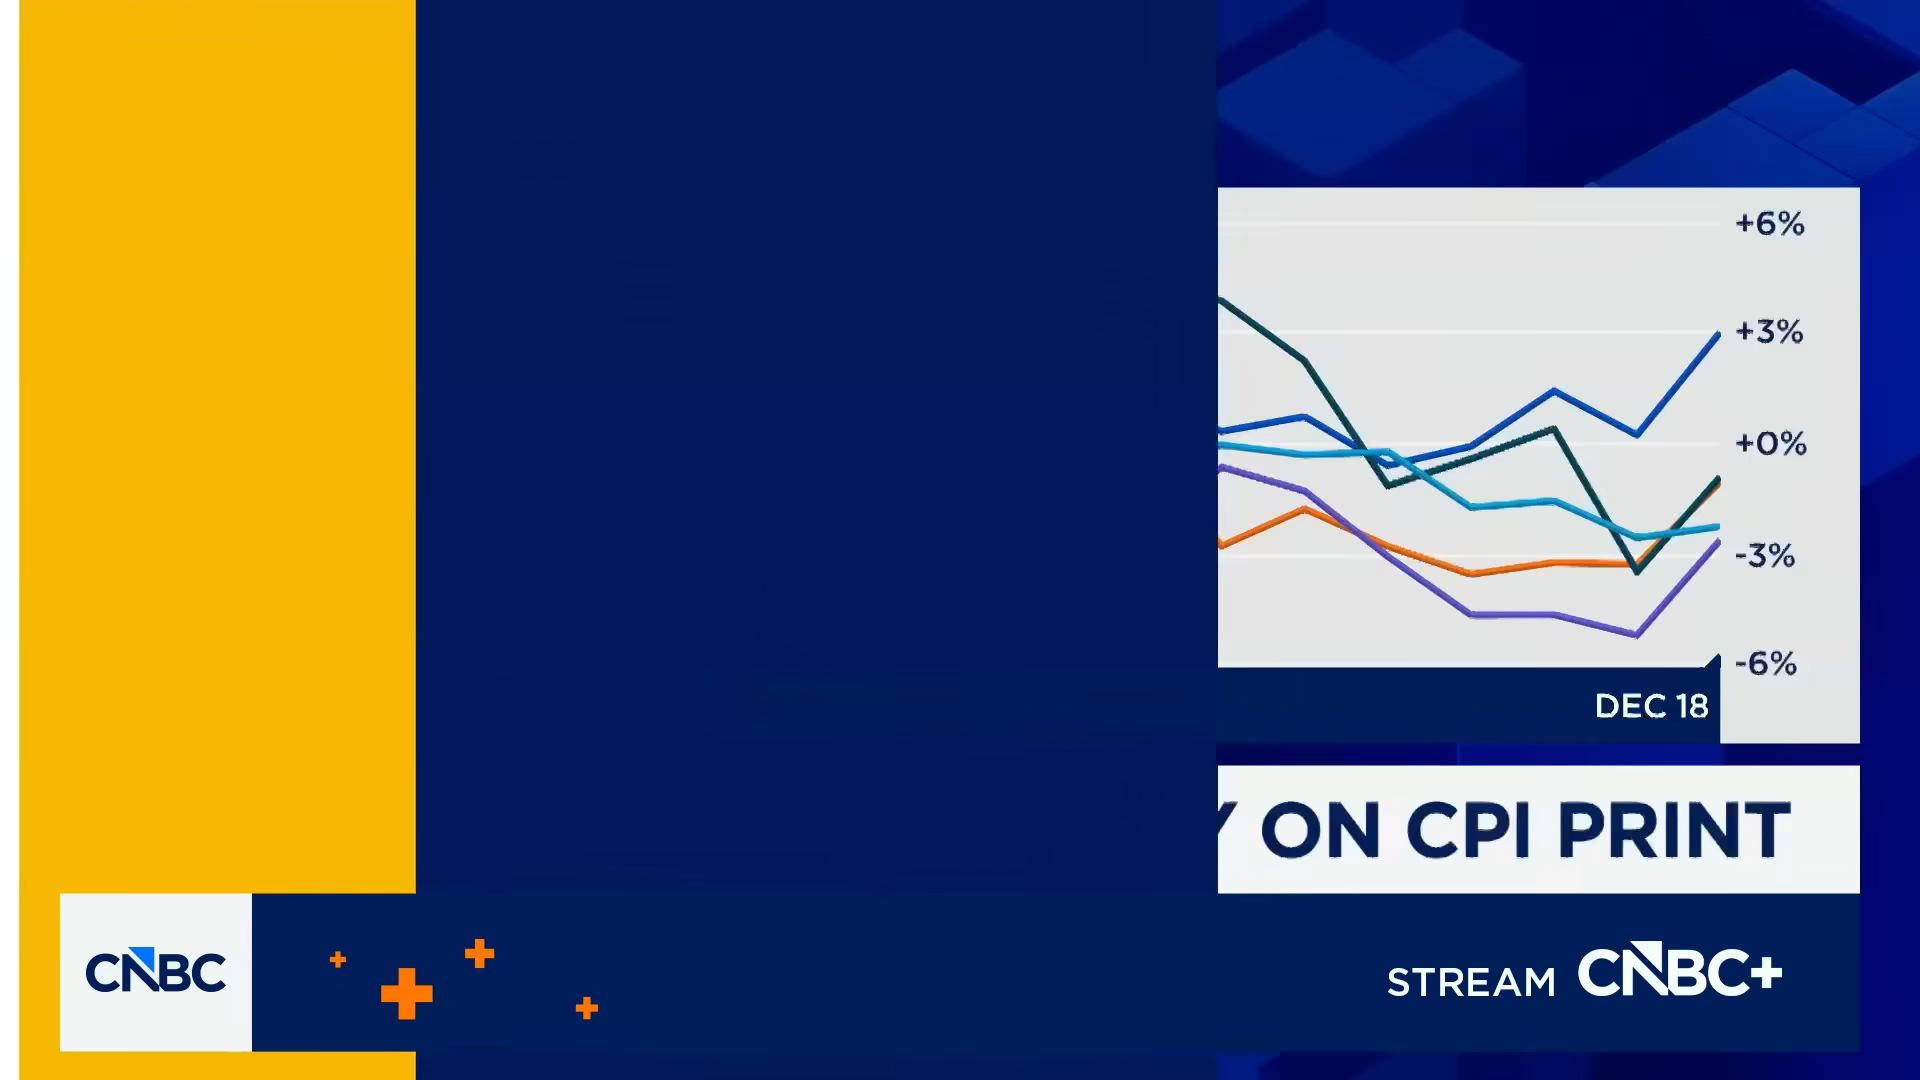 +6%
+3%
+0%
-3%
-6%
DEC 18
ON CPI PRINT
CNBC
STREAM CNBC+